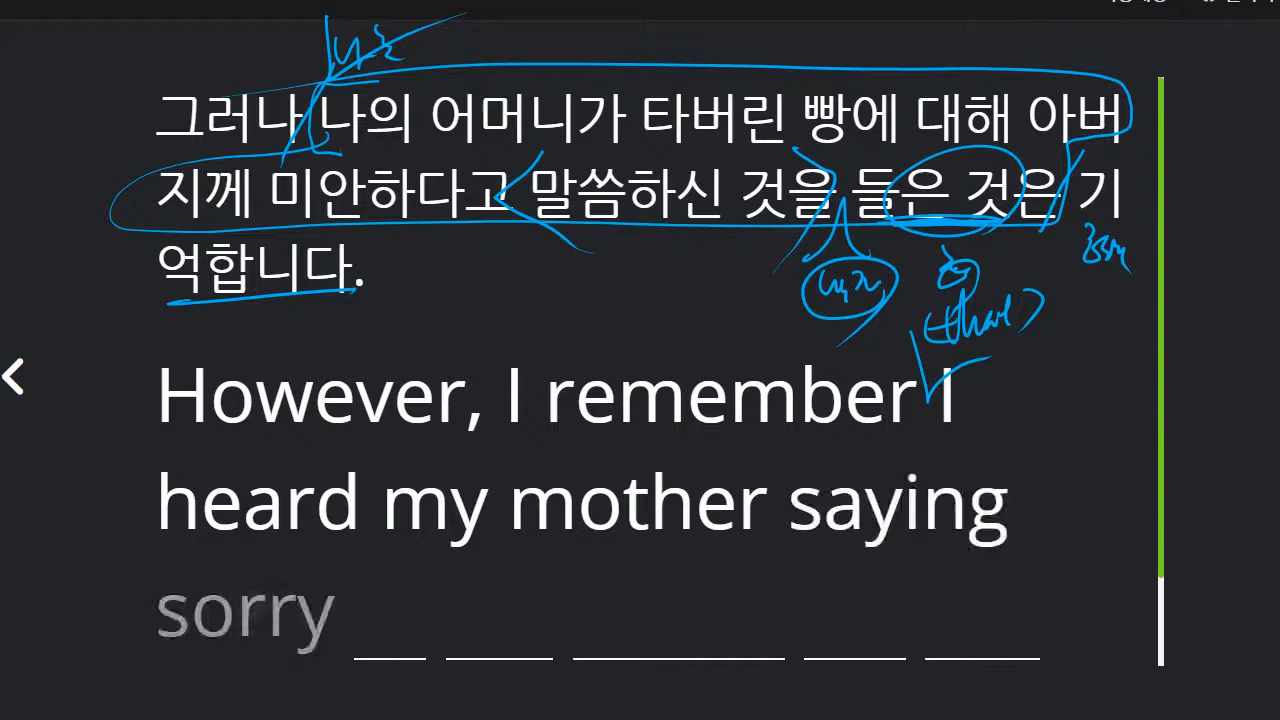 그러나 나의 어머니가 타버린 빵에 대해 아버
지께 미안하다고 말씀하신 것을 들은 것은 기
억합니다.
However, I remember I
heard my mother saying
sorry